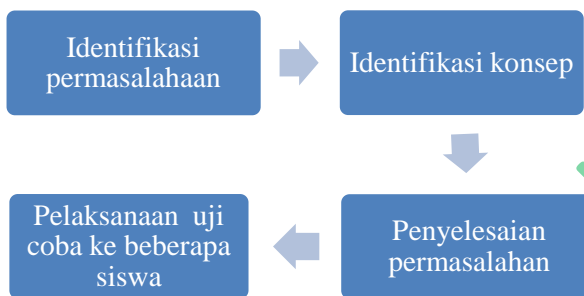 Identifikasi
permasalahaan
Identifikasi konsep
Penyelesaian
permasalahan
Pelaksanaan uji
coba ke beberapa
siswa